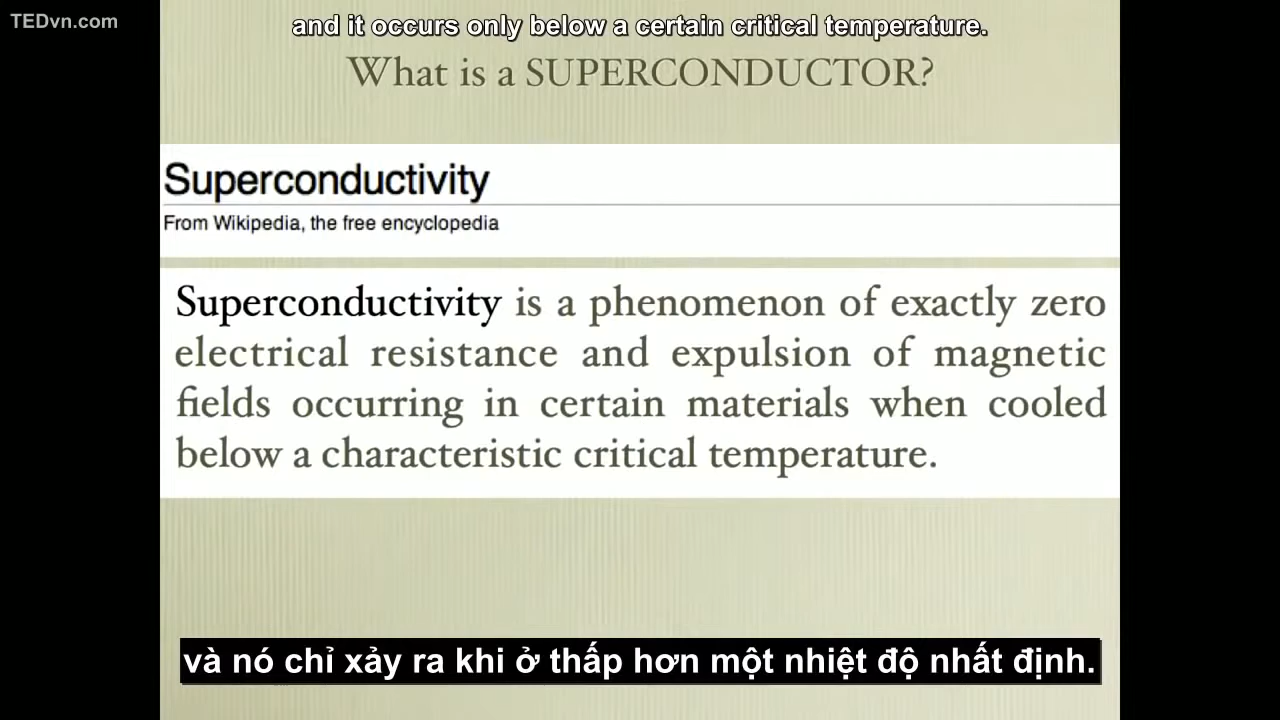 TEDvn.com
and it occurs only below a certain critical temperature.
What is a SUPERCONDUCTOR?
Superconductivity
From Wikipedia, the free encyclopedia
Superconductivity is a phenomenon of exactly zero
electrical resistance and expulsion of magnetic
fields occurring in certain materials when cooled
below a characteristic critical temperature.
và nó chỉ xảy ra khi ở thấp hơn một nhiệt độ nhất định.